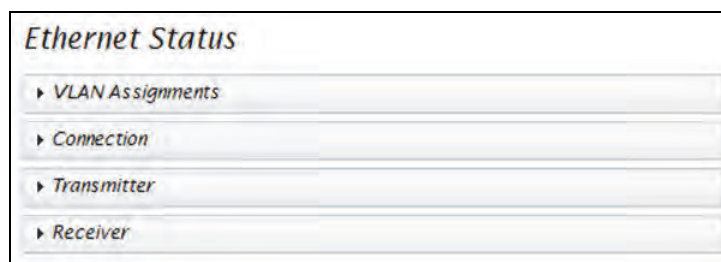 Ethernet Status
VLAN Assignments
Connection
Transmitter
Receiver